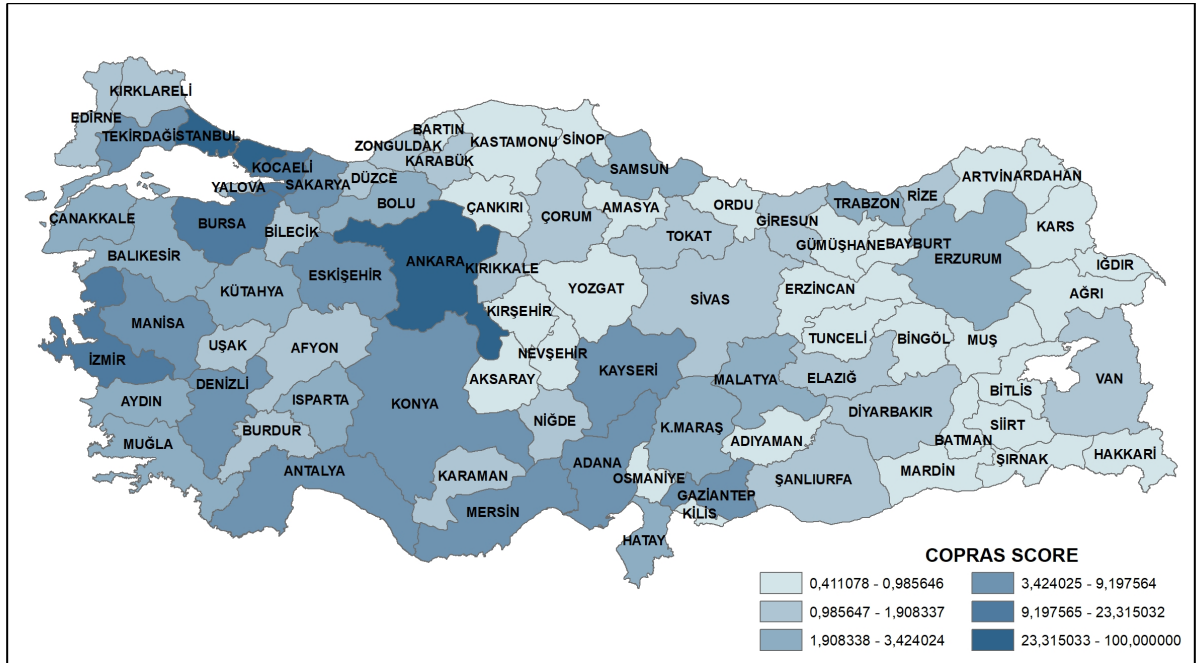 KIRKLARELİ
EDİRNE
TEKİRDAĞ
İSTANBUL
KOCAELİ
YALOVA
SAKARYA
DÜZCE
ZONGULDAK
BARTIN
KARABÜK
KASTAMONU
SİNOP
SAMSUN
ÇANKIRI
ÇORUM
AMASYA
ORDU
GİRESUN
TRABZON
RİZE
ARTVİN
ARDAHAN
KARS
IĞDIR
AĞRI
ÇANAKKALE
BALIKESİR
BURSA
BİLECİK
BOLU
ESKİŞEHİR
ANKARA
KIRIKKALE
TOKAT
GÜMÜŞHANE
BAYBURT
ERZURUM
KÜTAHYA
YOZGAT
SİVAS
ERZİNCAN
MANİSA
UŞAK
AFYON
KIRŞEHİR
NEVŞEHİR
KAYSERİ
TUNCELİ
BİNGÖL
MUŞ
İZMİR
DENİZLİ
AYDIN
ISPARTA
KONYA
AKSARAY
MALATYA
ELAZIĞ
BİTLİS
VAN
MUĞLA
BURDUR
NİĞDE
K.MARAŞ
ADIYAMAN
DİYARBAKIR
BATMAN
SİİRT
ŞIRNAK
HAKKARİ
ANTALYA
KARAMAN
MERSİN
ADANA
OSMANİYE
GAZİANTEP
KİLİS
HATAY
ŞANLIURFA
MARDİN
COPRAS SCORE
0,411078 - 0,985646
0,985647 - 1,908337
1,908338 - 3,424024
3,424025 - 9,197564
9,197565 - 23,315032
23,315033 - 100,000000